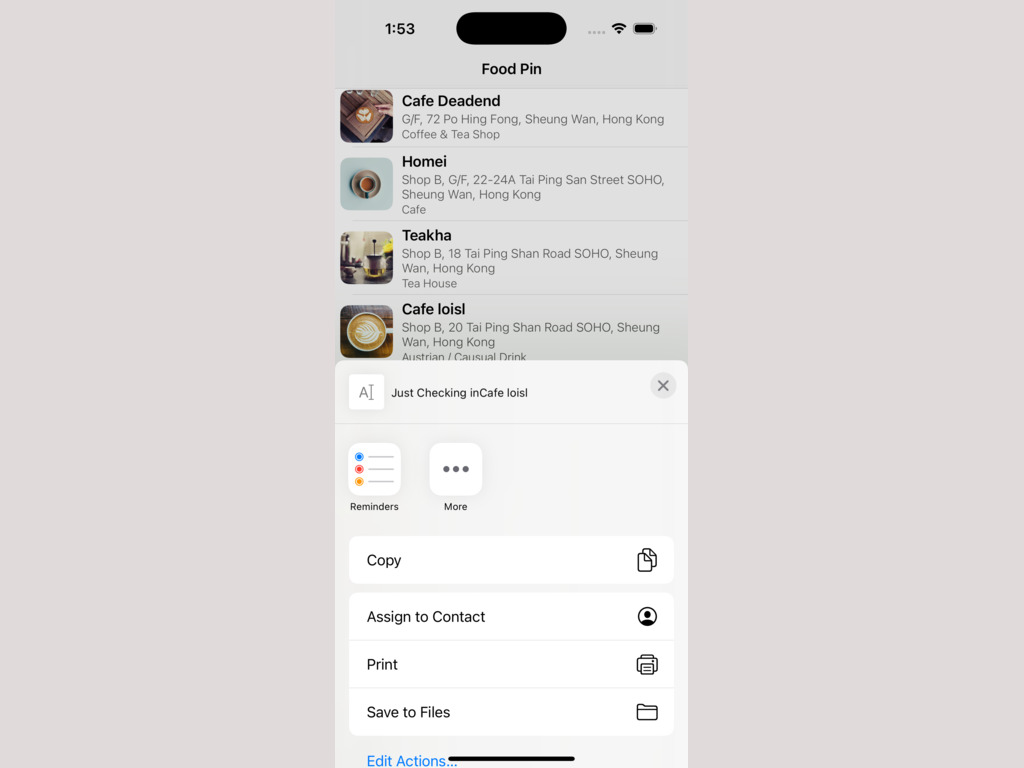 1:53
Food Pin
Cafe Deadend
G/F, 72 Po Hing Fong, Sheung Wan, Hong Kong
Coffee & Tea Shop
Homei
Shop B, G/F, 22-24A Tai Ping San Street SOHO,
Sheung Wan, Hong Kong
Cafe
Teakha
Shop B, 18 Tai Ping Shan Road SOHO, Sheung
Wan, Hong Kong
Tea House
Cafe loisl
Shop B, 20 Tai Ping Shan Road SOHO, Sheung
Wan, Hong Kong
Austrian / Causual Drink
A
Just Checking inCafe loisl
Reminders
More
Copy
Assign to Contact
Print
Save to Files
Edit Actions...